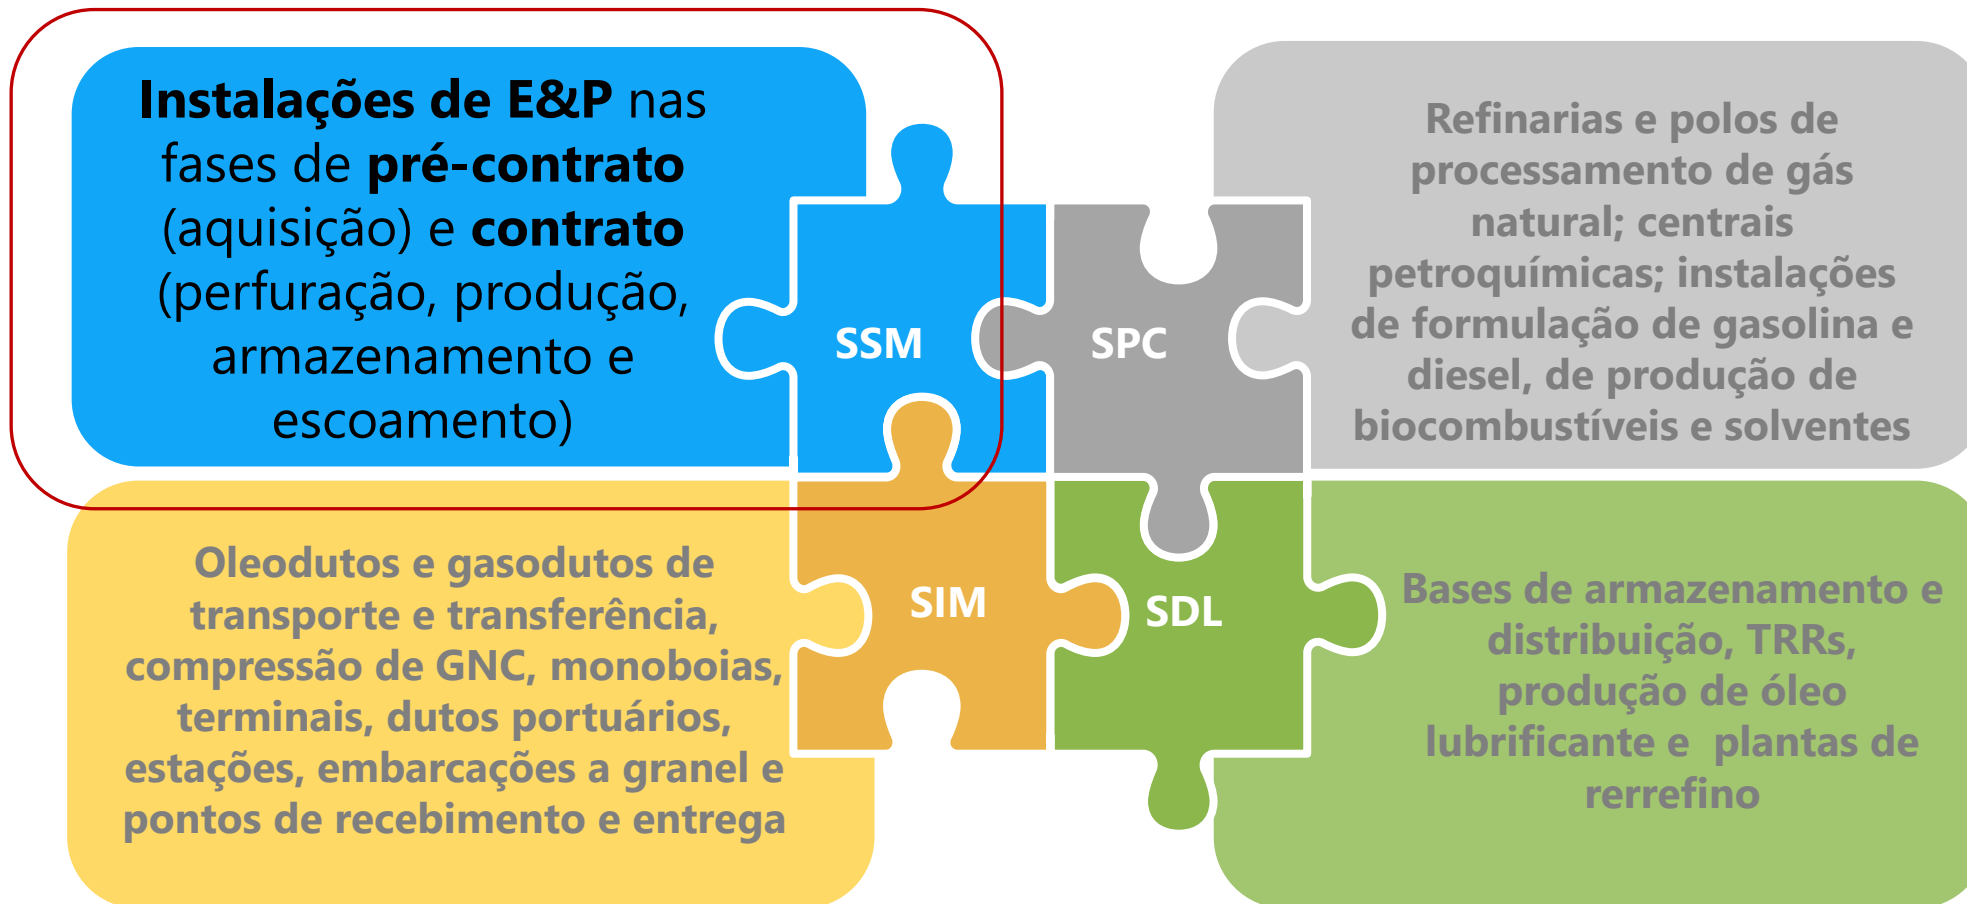 Instalações de E&P nas
fases de pré-contrato
(aquisição) e contrato
(perfuração, produção,
armazenamento e
escoamento)
SSM
SPC
Refinarias e polos de
processamento de gás
natural; centrais
petroquímicas; instalações
de formulação de gasolina e
diesel, de produção de
biocombustíveis e solventes
Oleodutos e gasodutos de
transporte e transferência,
compressão de GNC, monoboias,
terminais, dutos portuários,
estações, embarcações a granel e
pontos de recebimento e entrega
SIM
SDL
Bases de armazenamento e
distribuição, TRRs,
produção de óleo
lubrificante e  plantas de
rerrefino